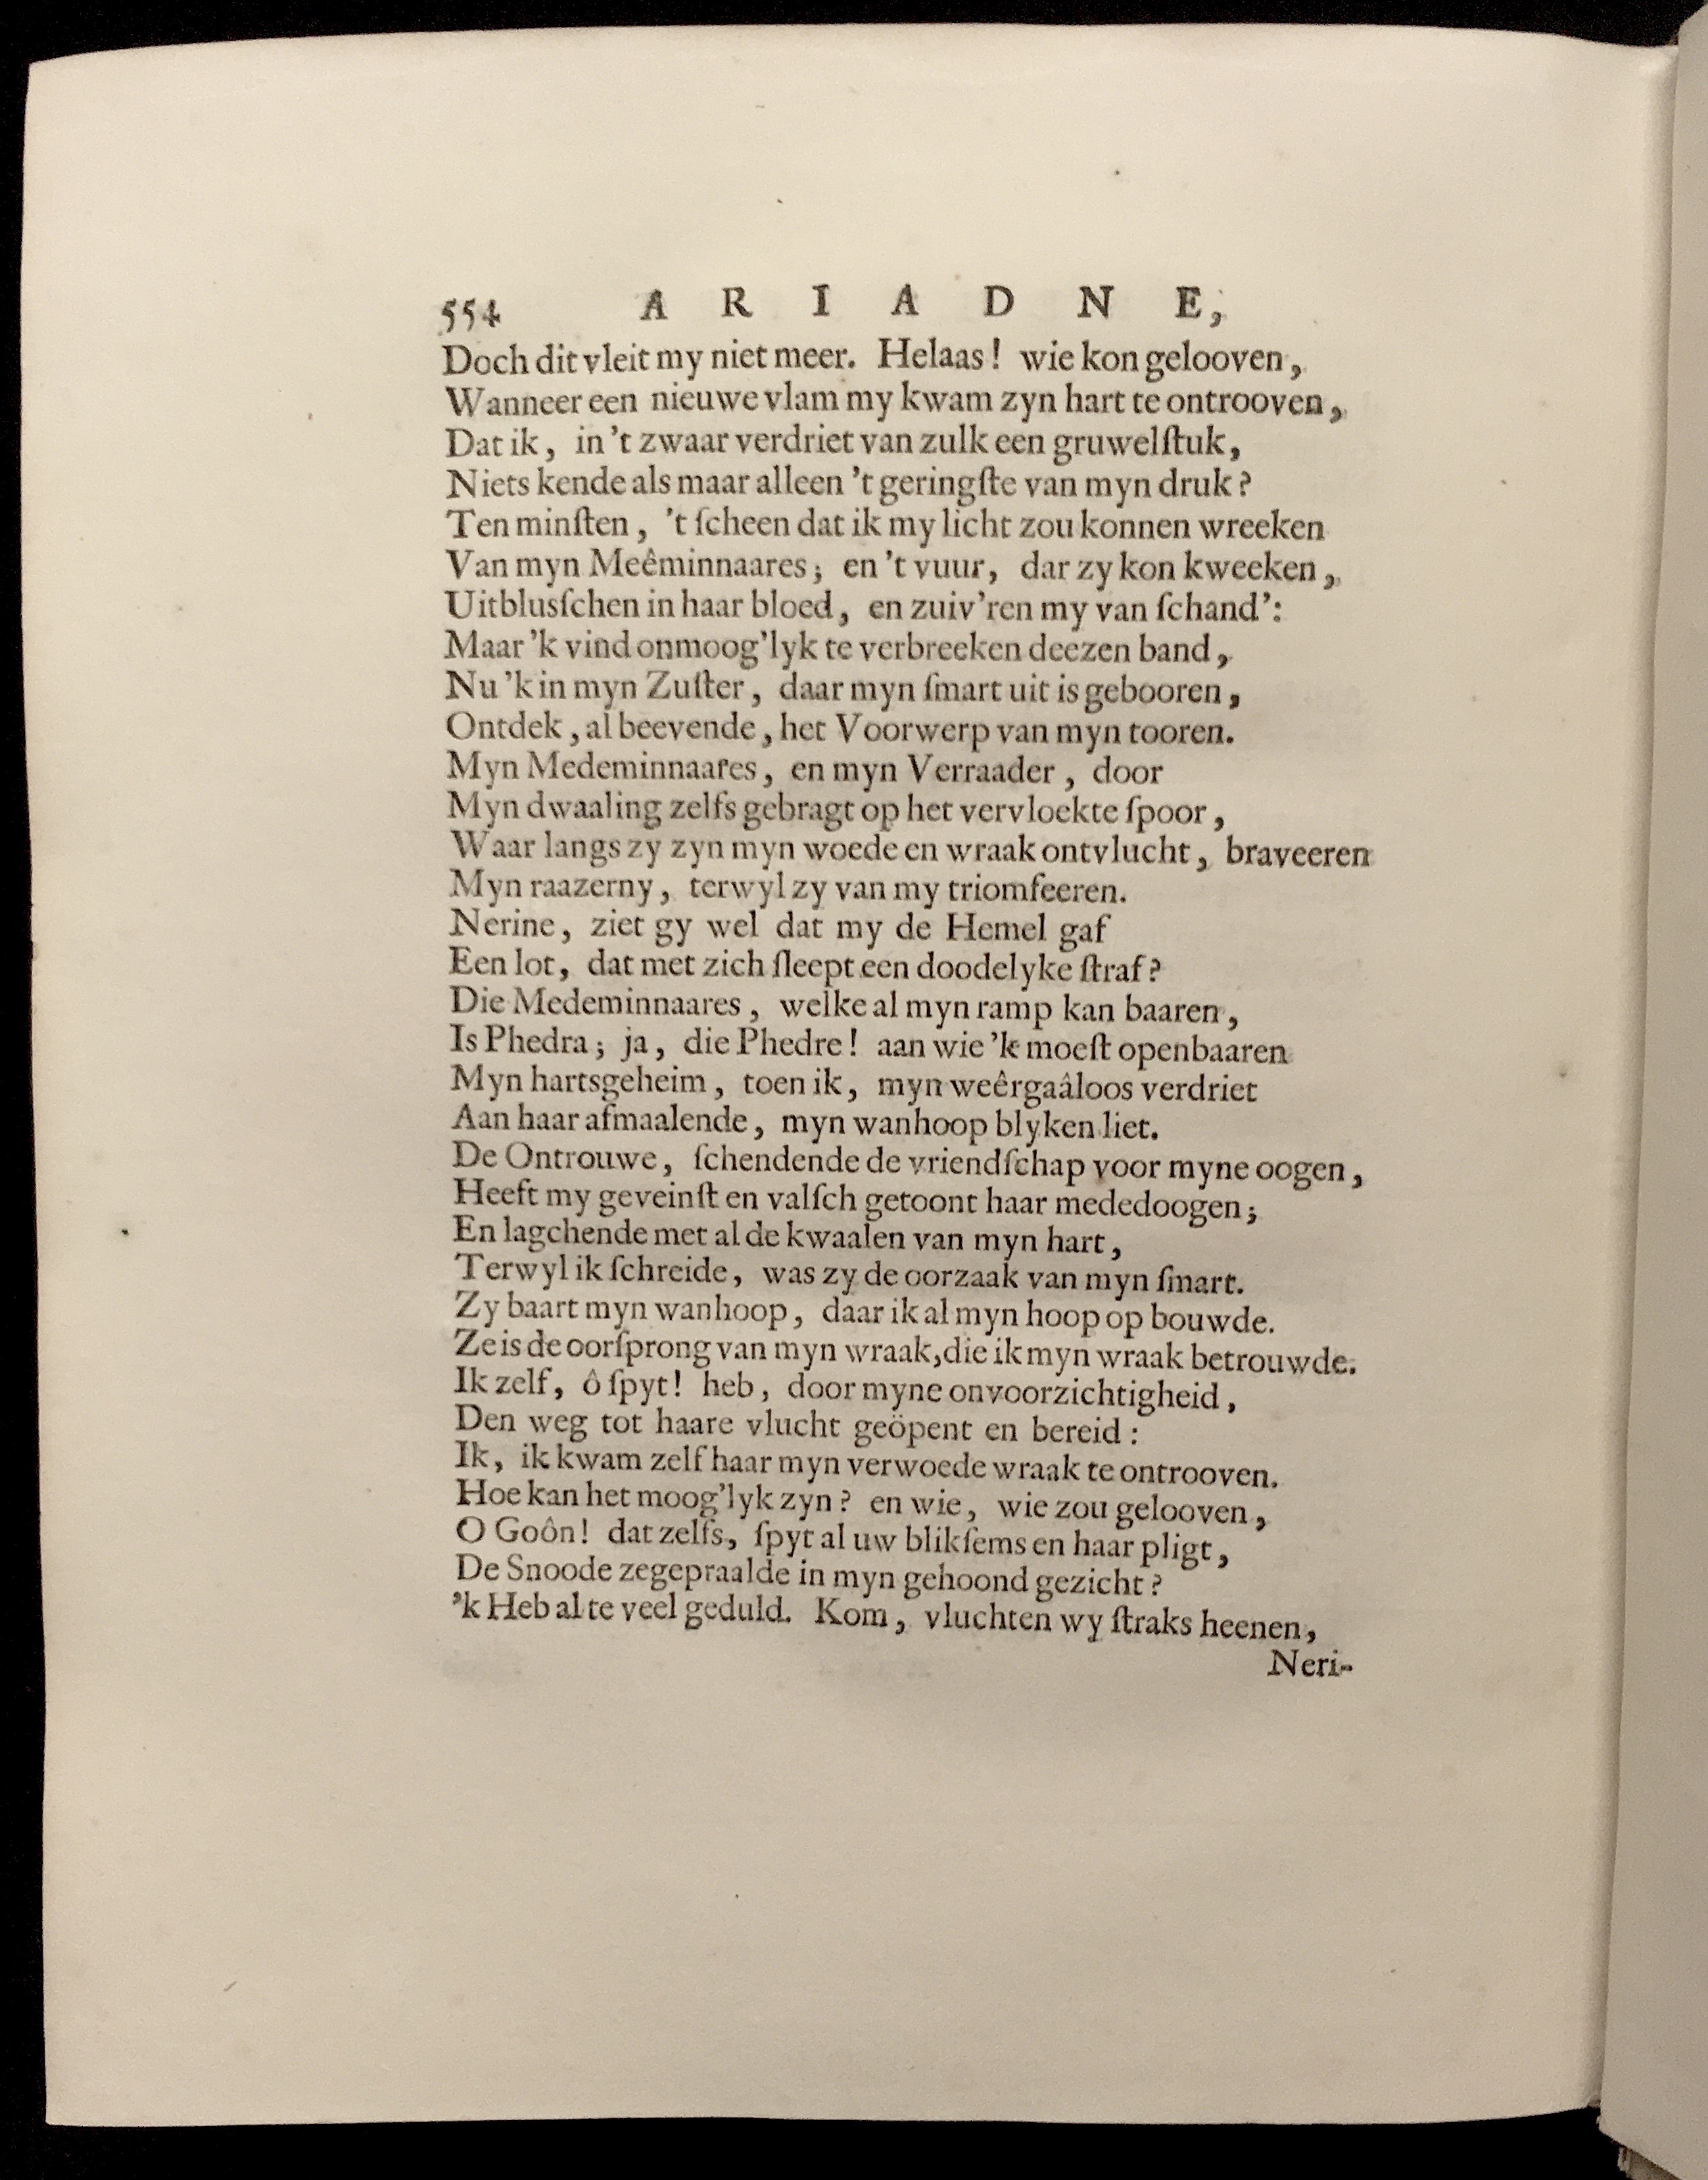 554 A R I A D N E,
Doch dit vleit my niet meer. Helaas! wie kon gelooven,
Wanneer een nieuwe vlam my kwam zyn hart te ontrooven,
Dat ik, in 't zwaar verdriet van zulk een gruwelſtuk,
Niets kende als maar alleen 't geringſte van myn druk?
Ten minſten, 't ſcheen dat ik my licht zou konnen wreeken
Van myn Meêminnaares; en 't vuur, dar zy kon kweeken,
Uitblusſchen in haar bloed, en zuiv'ren my van ſchand':
Maar 'k vind onmoog'lyk te verbreeken deezen band,
Nu 'k in myn Zuſter, daar myn ſmart uit is gebooren,
Ontdek, al beevende, het Voorwerp van myn tooren.
Myn Medeminnaares, en myn Verraader, door
Myn dwaaling zelfs gebragt op het vervloekte ſpoor,
Waar langs zy zyn myn woede en wraak ontvlucht, braveeren
Myn raazerny, terwyl zy van my triomfeeren.
Nerine, ziet gy wel dat my de Hemel gaf
Een lot, dat met zich ſleept een doodelyke ſtraf?
Die Medeminnaares, welke al myn ramp kan baaren,
Is Phedra; ja, die Phedre! aan wie 'k moeſt openbaaren
Myn hartsgeheim, toen ik, myn weêrgaâloos verdriet
Aan haar afmaalende, myn wanhoop blyken liet.
De Ontrouwe, ſchendende de vriendſchap voor myne oogen,
Heeft my geveinſt en valſch getoont haar mededoogen;
En lagchende met al de kwaalen van myn hart,
Terwyl ik ſchreide, was zy de oorzaak van myn ſmart.
Zy baart myn wanhoop, daar ik al myn hoop op bouwde.
Ze is de oorſprong van myn wraak, die ik myn wraak betrouwde.
Ik zelf, ô ſpyt! heb, door myne onvoorzichtigheid,
Den weg tot haare vlucht geöpent en bereid:
Ik, ik kwam zelf haar myn verwoede wraak te ontrooven.
Hoe kan het moog'lyk zyn? en wie, wie zou gelooven,
O Goôn! dat zelfs, ſpyt al uw blikſems en haar pligt,
De Snoode zegepraalde in myn gehoond gezicht?
'k Heb al te veel geduld. Kom, vluchten wy ſtraks heenen,
Neri-